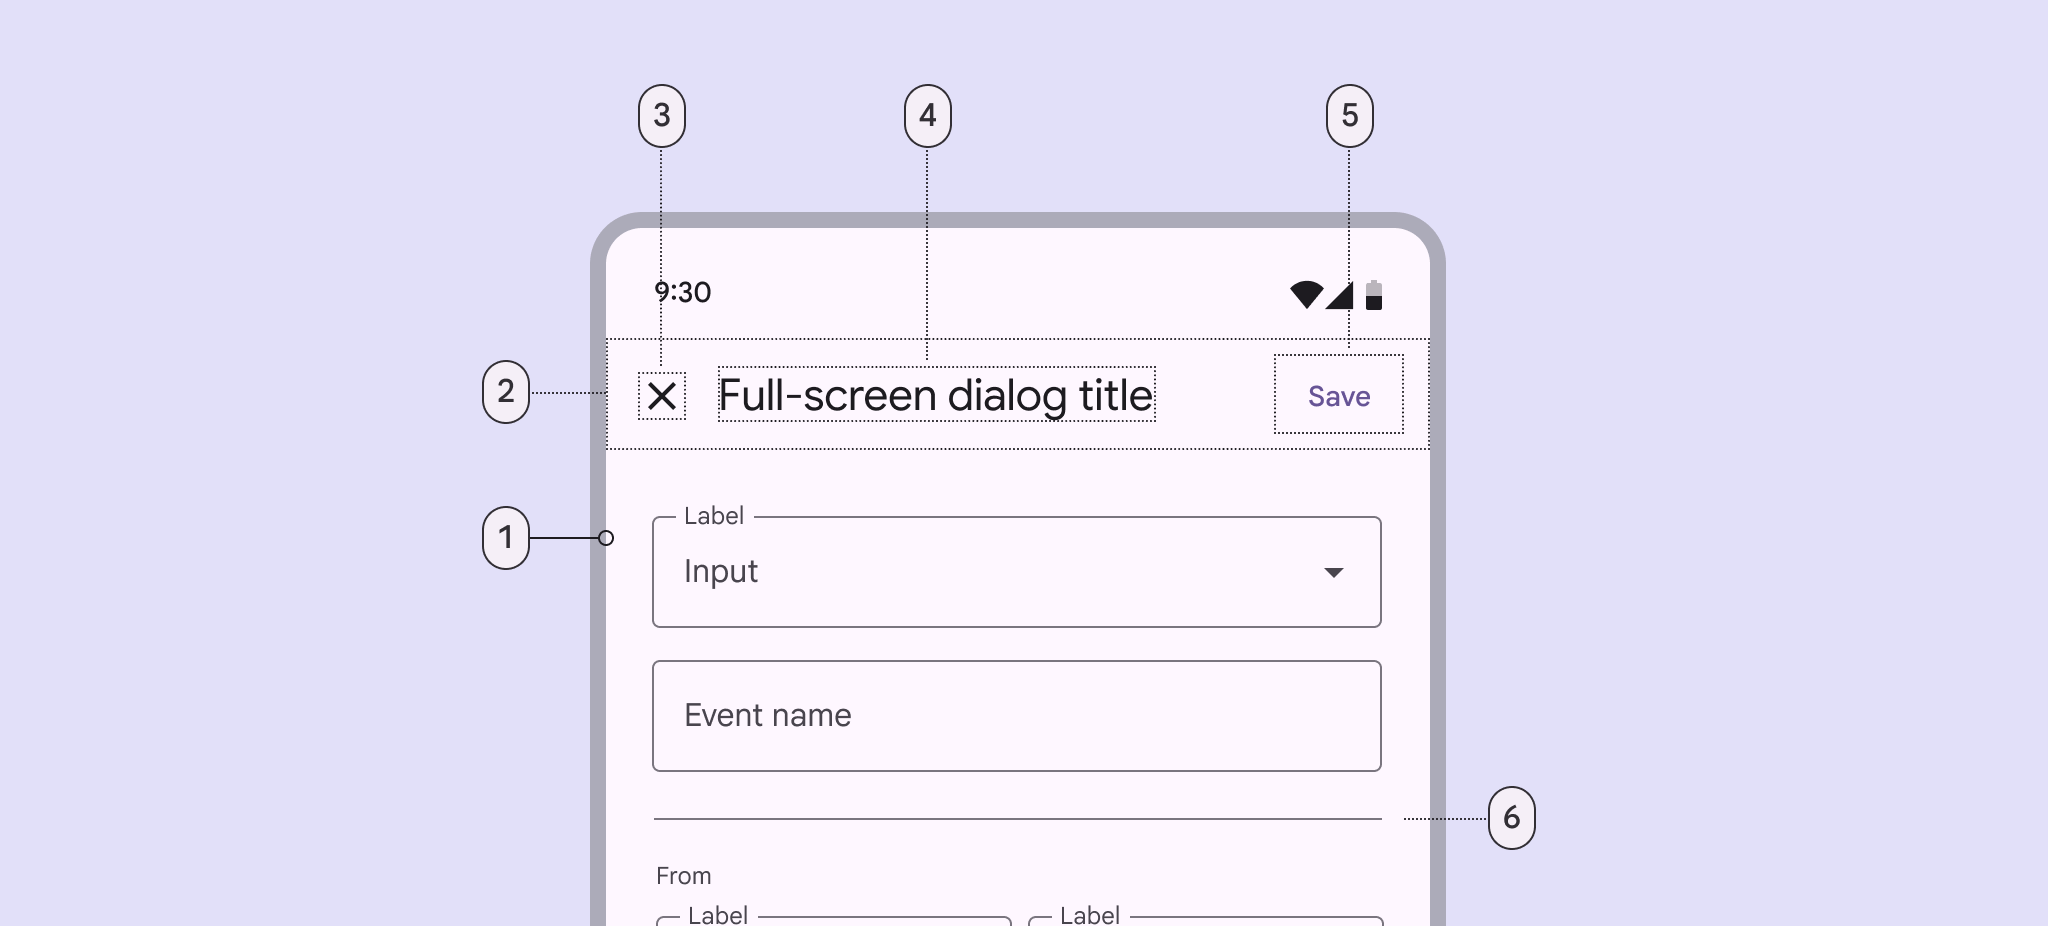 3 4 5
9:30
2 Full-screen dialog title Save
Label
1
Input
Event name
6
From
Label Label